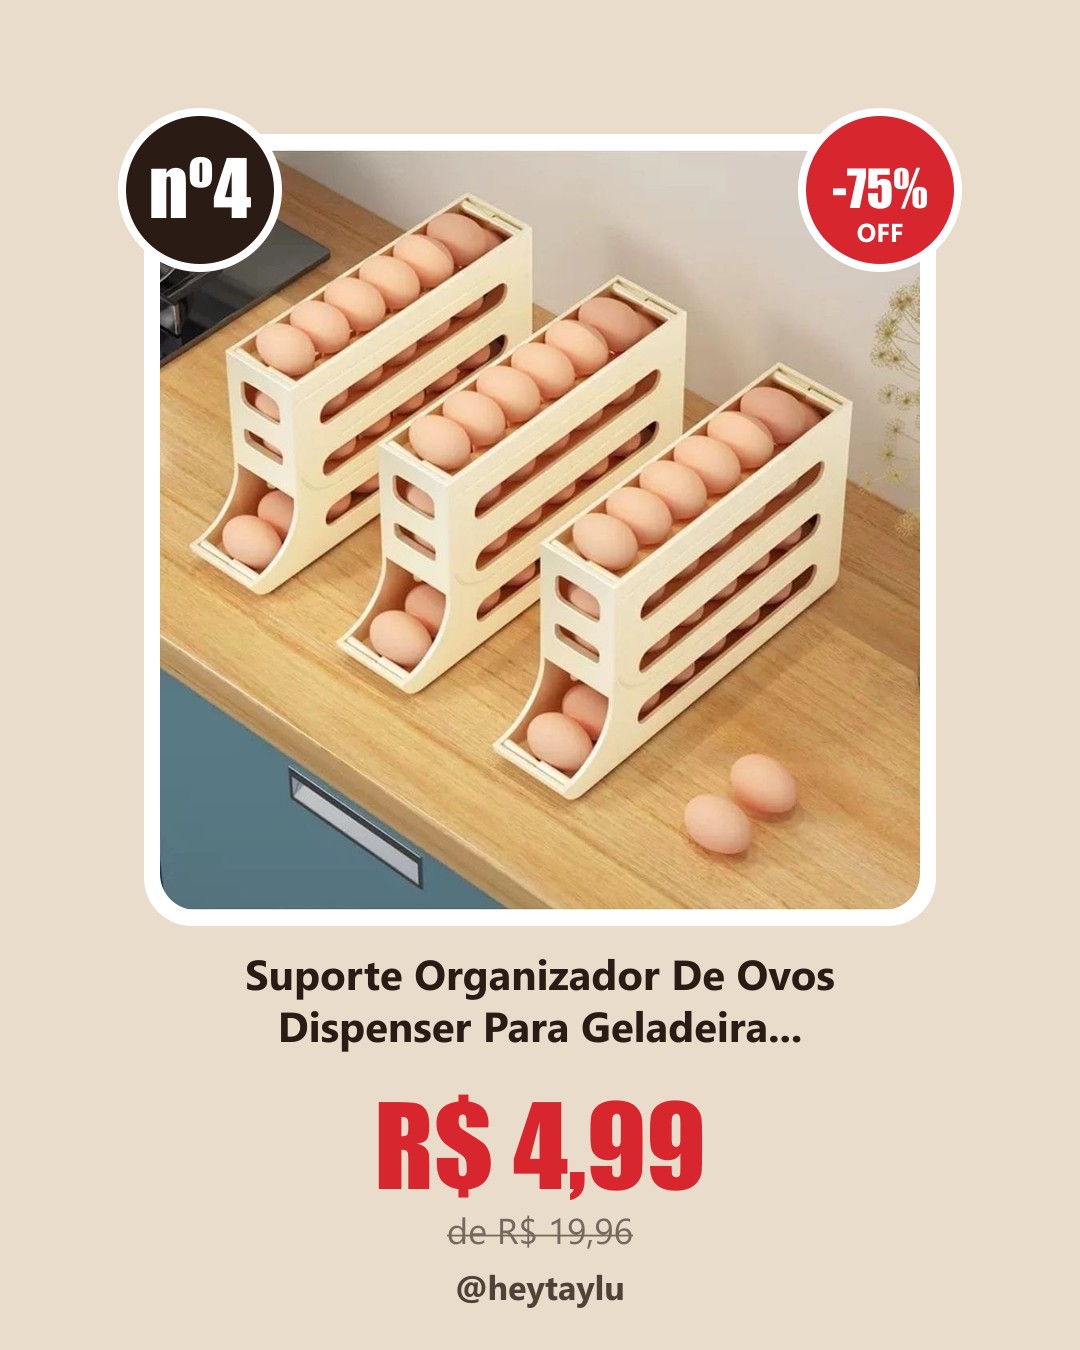 nº4
-75%
OFF
Suporte Organizador De Ovos
Dispenser Para Geladeira...
R$ 4,99
de R$ 19,96
@heytaylu